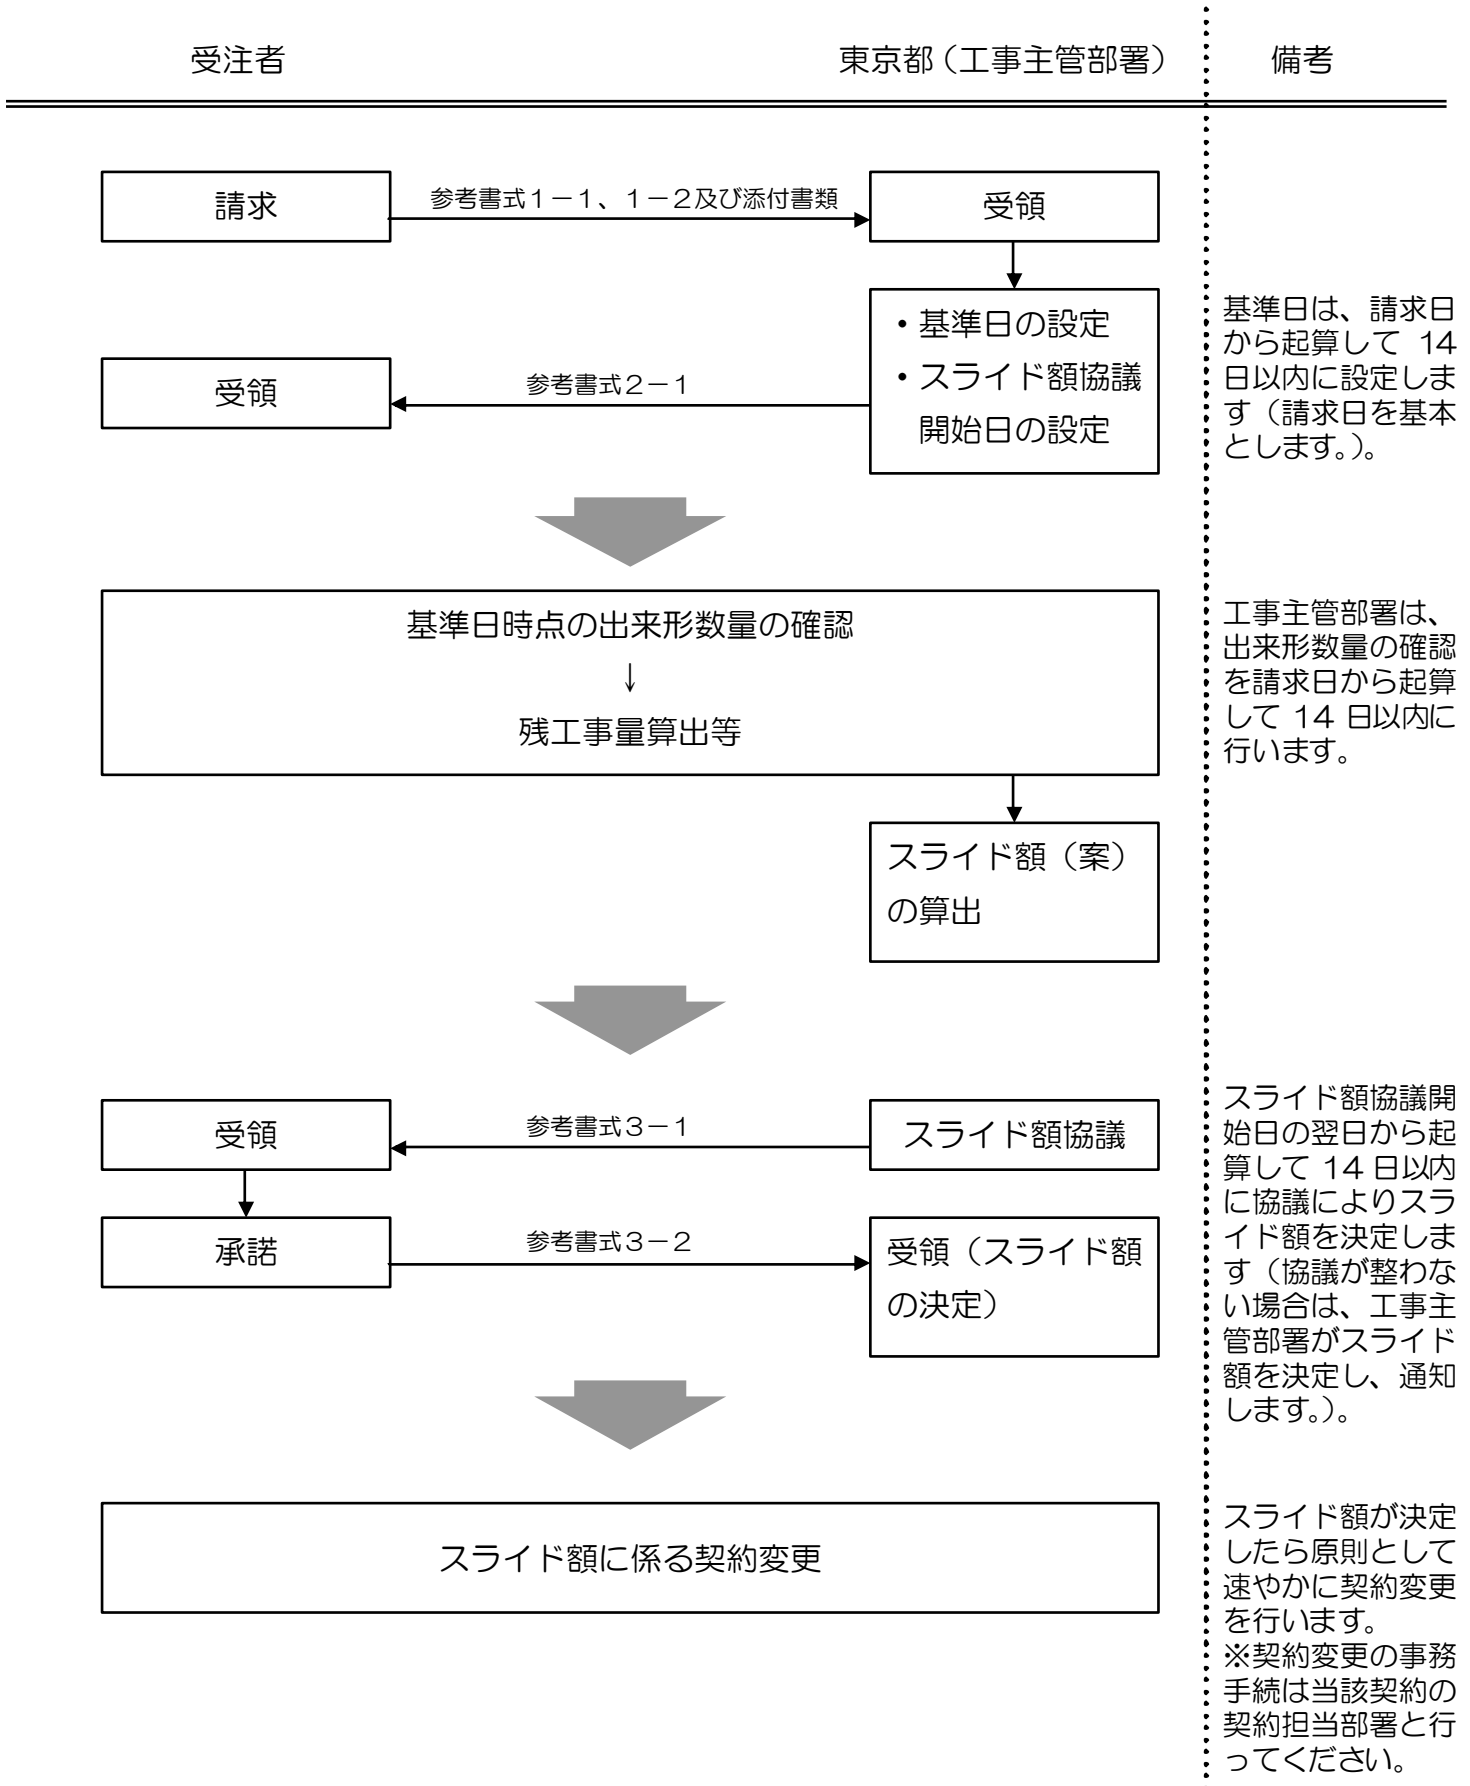 受注者
東京都（工事主管部署）
備考
請求
参考書式１－１、１－２及び添付書類
受領
・基準日の設定
・スライド額協議
開始日の設定
参考書式２－１
受領
基準日は、請求日
から起算して 14
日以内に設定しま
す（請求日を基本
とします。）。
基準日時点の出来形数量の確認
↓
残工事量算出等
工事主管部署は、
出来形数量の確認
を請求日から起算
して 14 日以内に
行います。
スライド額（案）
の算出
受領
参考書式３－１
スライド額協議
承諾
参考書式３－２
受領（スライド額
の決定）
スライド額協議開
始日の翌日から起
算して 14 日以内
に協議によりスラ
イド額を決定しま
す（協議が整わな
い場合は、工事主
管部署がスライド
額を決定し、通知
します。）。
スライド額に係る契約変更
スライド額が決定
したら原則として
速やかに契約変更
を行います。
※契約変更の事務
手続は当該契約の
契約担当部署と行
ってください。